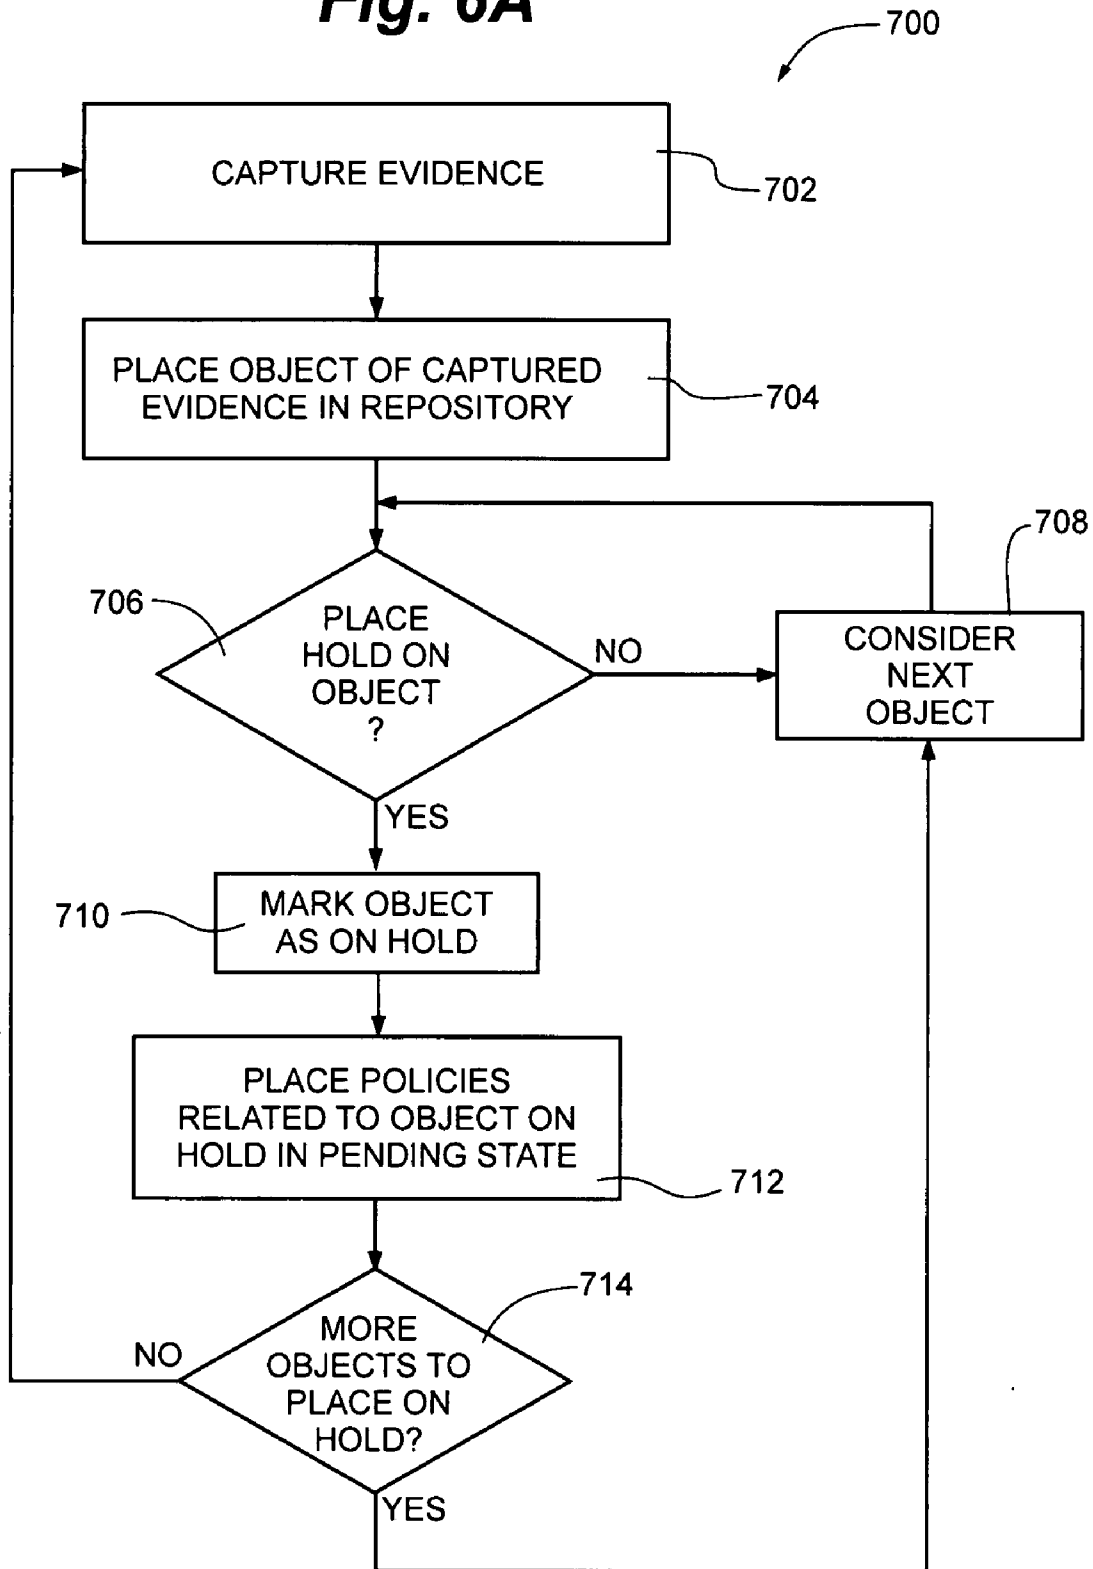 Fig. 6A
700
CAPTURE EVIDENCE
702
PLACE OBJECT OF CAPTURED
EVIDENCE IN REPOSITORY
704
708
706
PLACE
HOLD ON
OBJECT
?
NO
CONSIDER
NEXT
OBJECT
YES
710
MARK OBJECT
AS ON HOLD
PLACE POLICIES
RELATED TO OBJECT ON
HOLD IN PENDING STATE
712
714
NO
MORE
OBJECTS TO
PLACE ON
HOLD?
YES